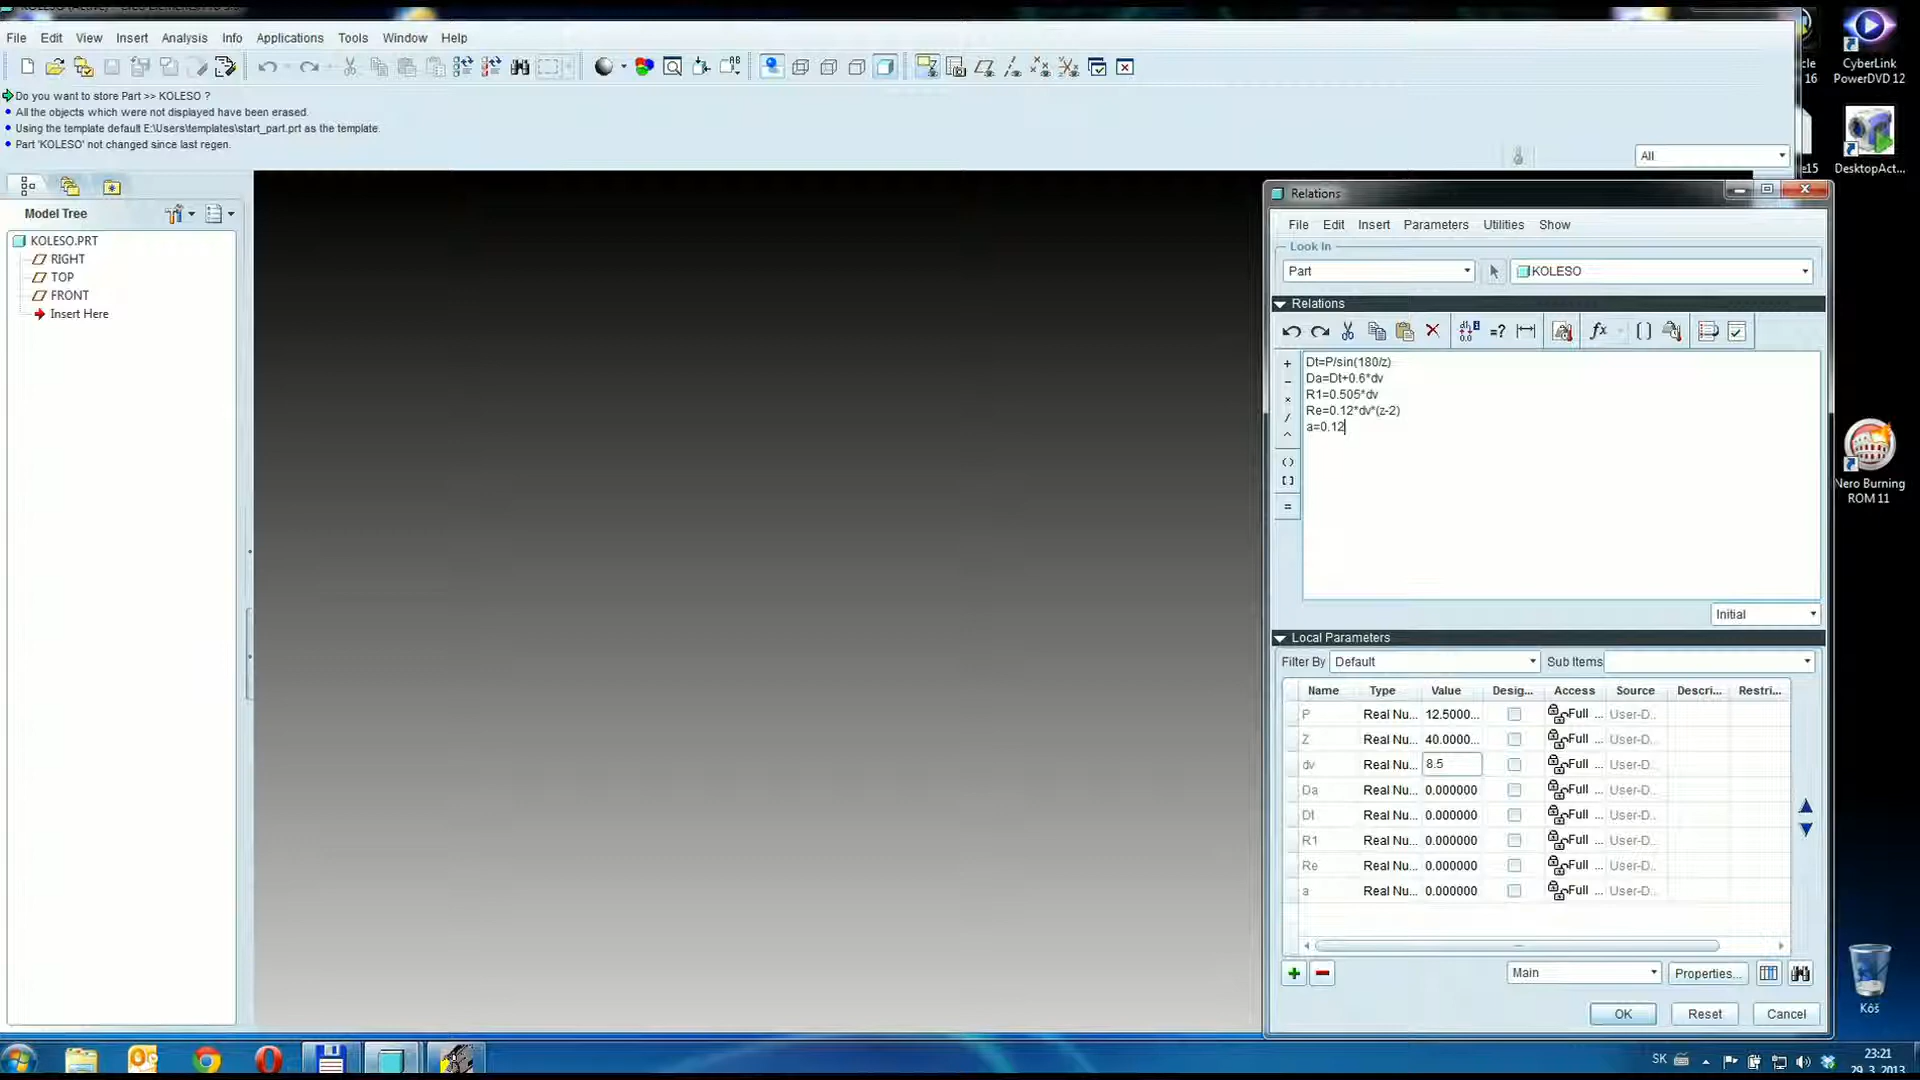 File Edit View Insert Analysis Info Applications Tools Window Help
Do you want to store Part >> KOLESO ?
All the objects which were not displayed have been erased.
Using the template default E:\Users\templates\start_part.prt as the template.
Part 'KOLESO' not changed since last regen.
All
Model Tree
KOLESO.PRT
RIGHT
TOP
FRONT
Insert Here
Relations
File Edit Insert Parameters Utilities Show
Look In
Part KOLESO
Relations
Dt=P/sin(180/z)
Da=Dt+0.6*dv
R1=0.505*dv
Re=0.12*dv*(z-2)
a=0.12
Initial
Local Parameters
Filter By Default Sub Items
Name Type Value Desig... Access Source Descri... Restri...
P Real Nu... 12.5000... Full ... User-D..
Z Real Nu... 40.0000... Full ... User-D..
dv Real Nu... 8.5 Full ... User-D..
Da Real Nu... 0.000000 Full ... User-D..
Dt Real Nu... 0.000000 Full ... User-D..
R1 Real Nu... 0.000000 Full ... User-D..
Re Real Nu... 0.000000 Full ... User-D..
a Real Nu... 0.000000 Full ... User-D..
Main Properties...
OK Reset Cancel
CyberLink
PowerDVD 12
cle
16
DesktopAct...
e15
Nero Burning
ROM 11
Kôš
SK
23:21
29. 3. 2013